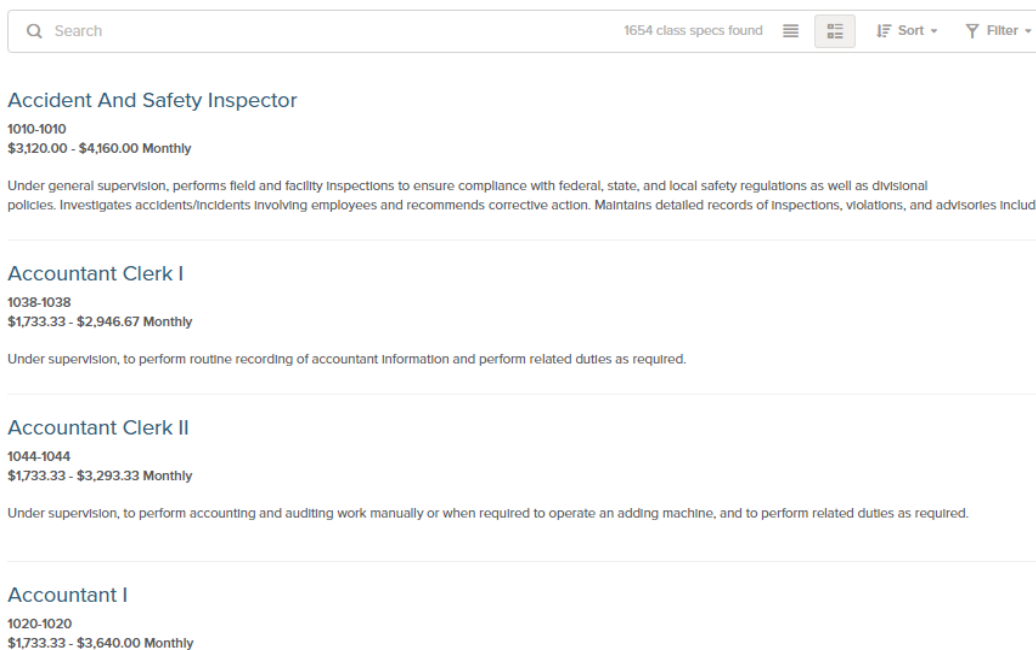 Search
1654 class specs found
Sort
Filter
Accident And Safety Inspector
1010-1010
$3,120.00 - $4,160.00 Monthly
Under general supervision, performs field and facility inspections to ensure compliance with federal, state, and local safety regulations as well as divisional
policies. Investigates accidents/incidents involving employees and recommends corrective action. Maintains detailed records of inspections, violations, and advisories includ
Accountant Clerk I
1038-1038
$1,733.33 - $2,946.67 Monthly
Under supervision, to perform routine recording of accountant information and perform related duties as required.
Accountant Clerk II
1044-1044
$1,733.33 - $3,293.33 Monthly
Under supervision, to perform accounting and auditing work manually or when required to operate an adding machine, and to perform related duties as required.
Accountant I
1020-1020
$1,733.33 - $3,640.00 Monthly